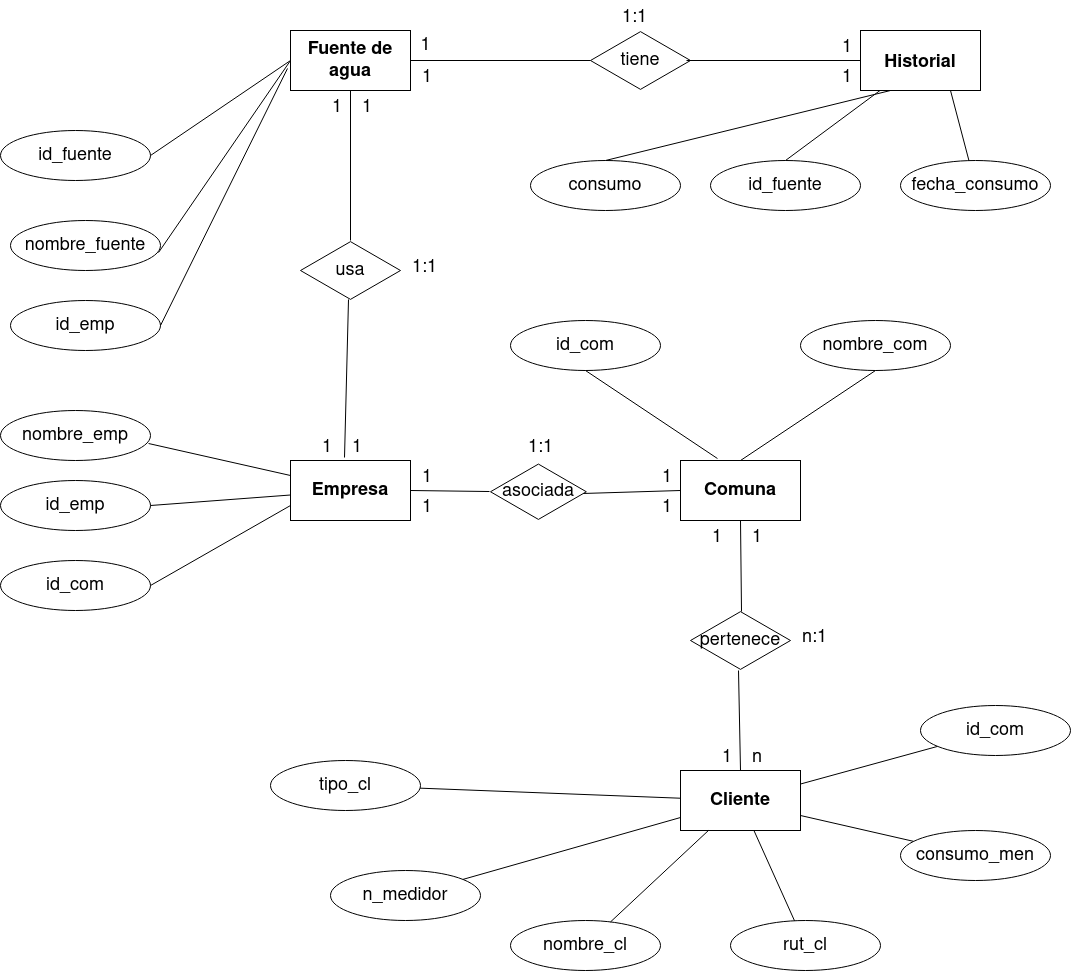 1:1
Fuente de
agua
1
1
tiene
1
1
Historial
1
1
id_fuente
consumo
id_fuente
fecha_consumo
nombre_fuente
usa
1:1
id_emp
id_com
nombre_com
nombre_emp
1
1
1:1
Empresa
1
1
asociada
1
1
Comuna
id_emp
1
1
id_com
pertenece
n:1
id_com
1
n
tipo_cl
Cliente
consumo_men
n_medidor
nombre_cl
rut_cl